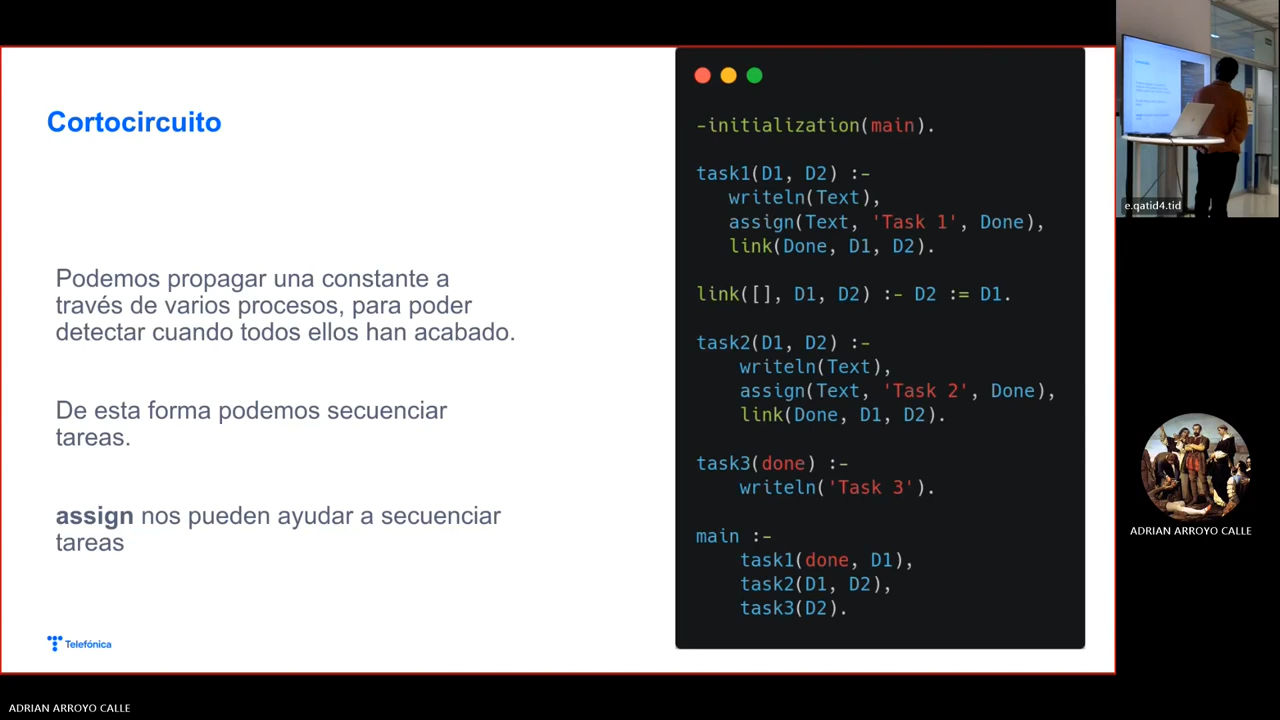 Cortocircuito
Podemos propagar una constante a
través de varios procesos, para poder
detectar cuando todos ellos han acabado.
De esta forma podemos secuenciar
tareas.
assign nos pueden ayudar a secuenciar
tareas
Telefónica
-initialization(main).
task1(D1, D2) :-
writeln(Text),
assign(Text, 'Task 1', Done),
link(Done, D1, D2).
link([], D1, D2) :- D2 := D1.
task2(D1, D2) :-
writeln(Text),
assign(Text, 'Task 2', Done),
link(Done, D1, D2).
task3(done) :-
writeln('Task 3').
main :-
task1(done, D1),
task2(D1, D2),
task3(D2).
e.qatid4.tid
ADRIAN ARROYO CALLE
ADRIAN ARROYO CALLE